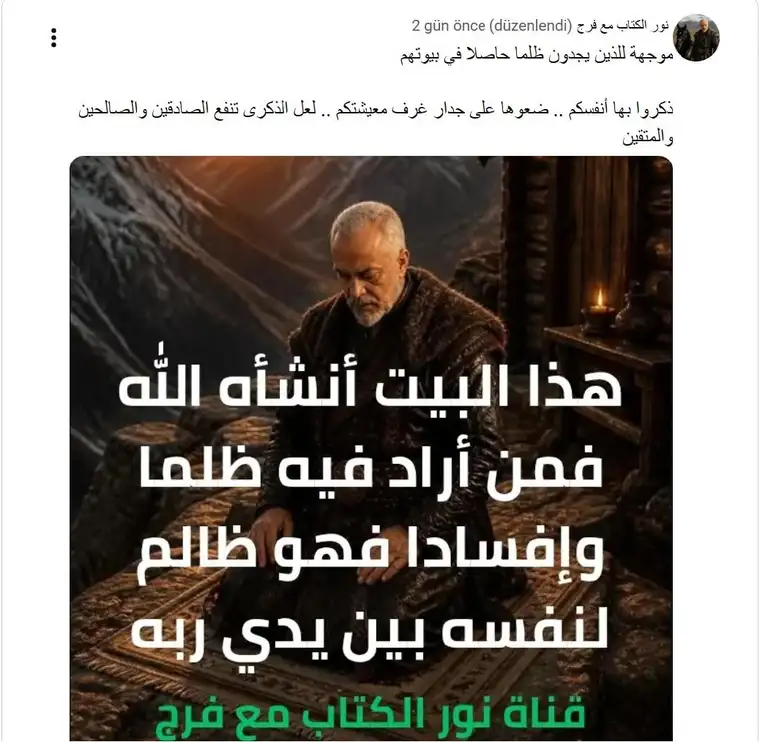 نور الكتاب مع فرج 2 gün önce (düzenlendi)
موجهة للذين يجدون ظلما حاصلا في بيوتهم
ذكروا بها أنفسكم .. ضعوها على جدار غرف معيشتكم .. لعل الذكرى تنفع الصادقين والصالحين
والمتقين
هذا البيت أنشأه الله
فمن أراد فيه ظلما
وإفسادا فهو ظالم
لنفسه بين يدي ربه
قناة نور الكتاب مع فرج